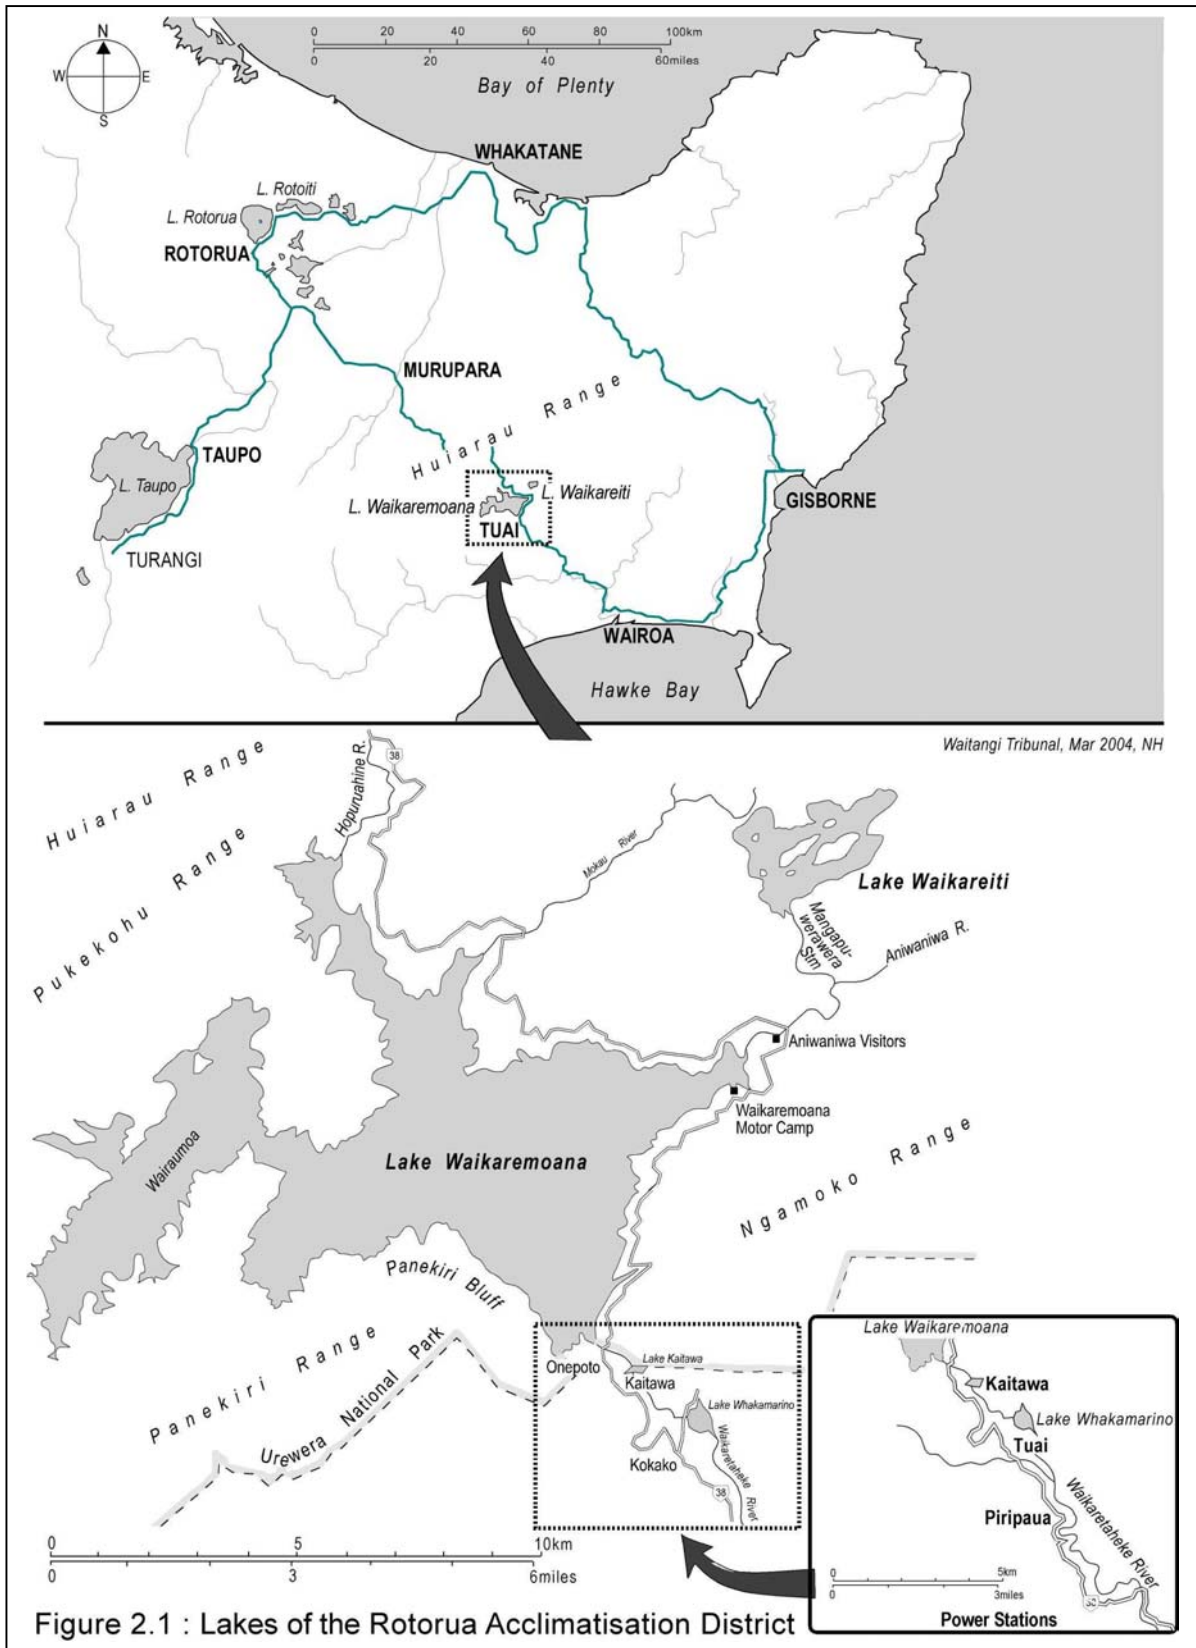 N
W E
S
0 20 40 60 80 100km
0 20 40 60miles
Bay of Plenty
WHAKATANE
L. Rotoiti
L. Rotorua
ROTORUA
MURUPARA
Huiarau Range
TAUPO
L. Taupo
L. Waikareiti
L. Waikaremoana
TUAI
GISBORNE
TURANGI
WAIROA
Hawke Bay
Waitangi Tribunal, Mar 2004, NH
Huiarau Range
Hopuruahine R.
38
Pukekohu Range
Mokau River
Lake Waikareiti
Mangapu-
werawera
Stm
Aniwaniwa R.
Aniwaniwa Visitors
Waikaremoana
Motor Camp
Wairaumoa
Lake Waikaremoana
Ngamoko Range
Panekiri Bluff
Panekiri Range
Urewera National Park
Onepoto
Lake Kaitawa
Kaitawa
Lake Whakamarino
Kokako
Waikaretaheke River
38
Lake Waikaremoana
Kaitawa
Lake Whakamarino
Tuai
Piripaua
Waikaretaheke River
0 5km
0 3miles
Power Stations
0 5 10km
0 3 6miles
Figure 2.1 : Lakes of the Rotorua Acclimatisation District